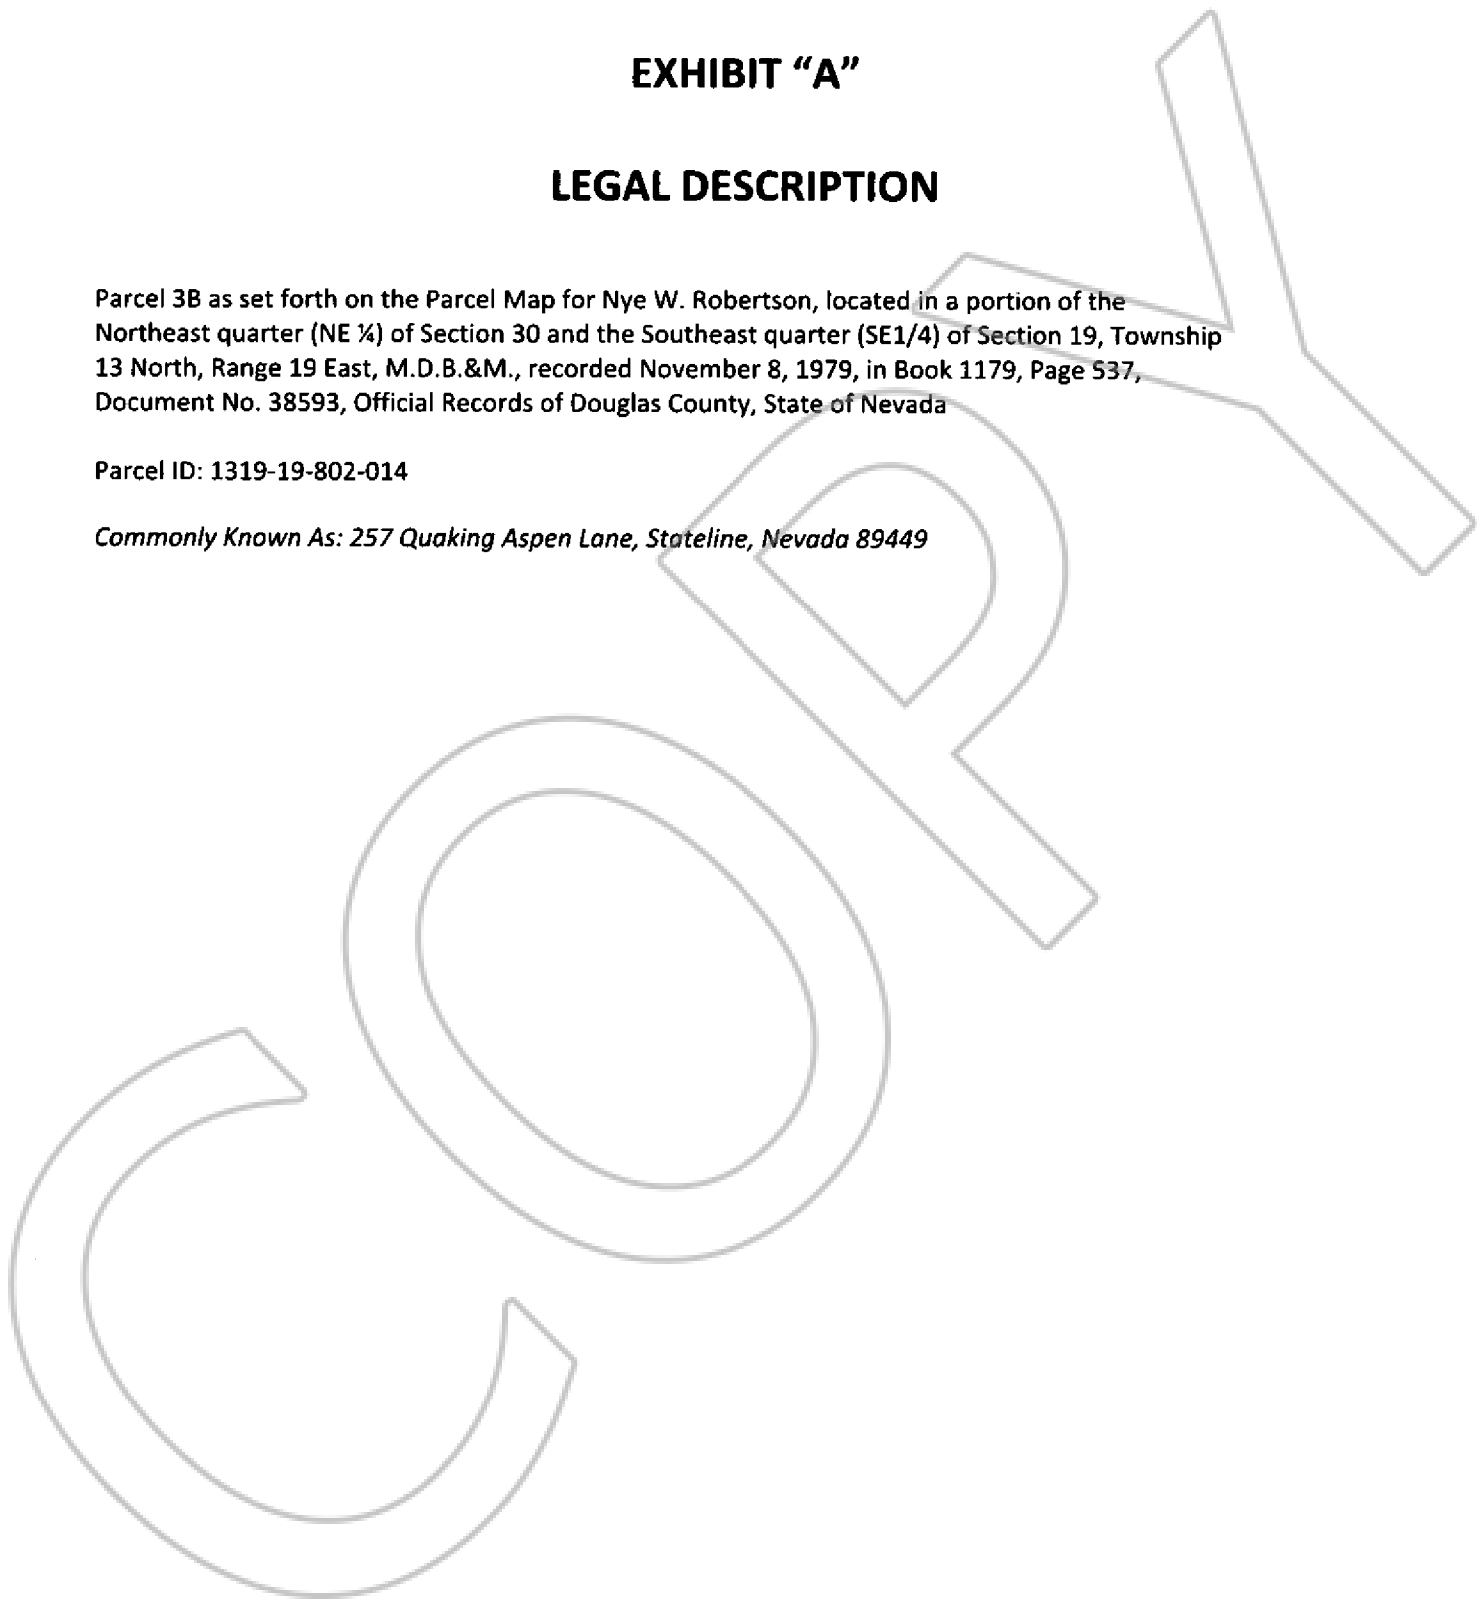 EXHIBIT “A”
LEGAL DESCRIPTION
Parcel 3B as set forth on the Parcel Map for Nye W. Robertson, located in a portion of the
Northeast quarter (NE ¼) of Section 30 and the Southeast quarter (SE1/4) of Section 19, Township
13 North, Range 19 East, M.D.B.&M., recorded November 8, 1979, in Book 1179, Page 537,
Document No. 38593, Official Records of Douglas County, State of Nevada
Parcel ID: 1319-19-802-014
Commonly Known As: 257 Quaking Aspen Lane, Stateline, Nevada 89449
COPY